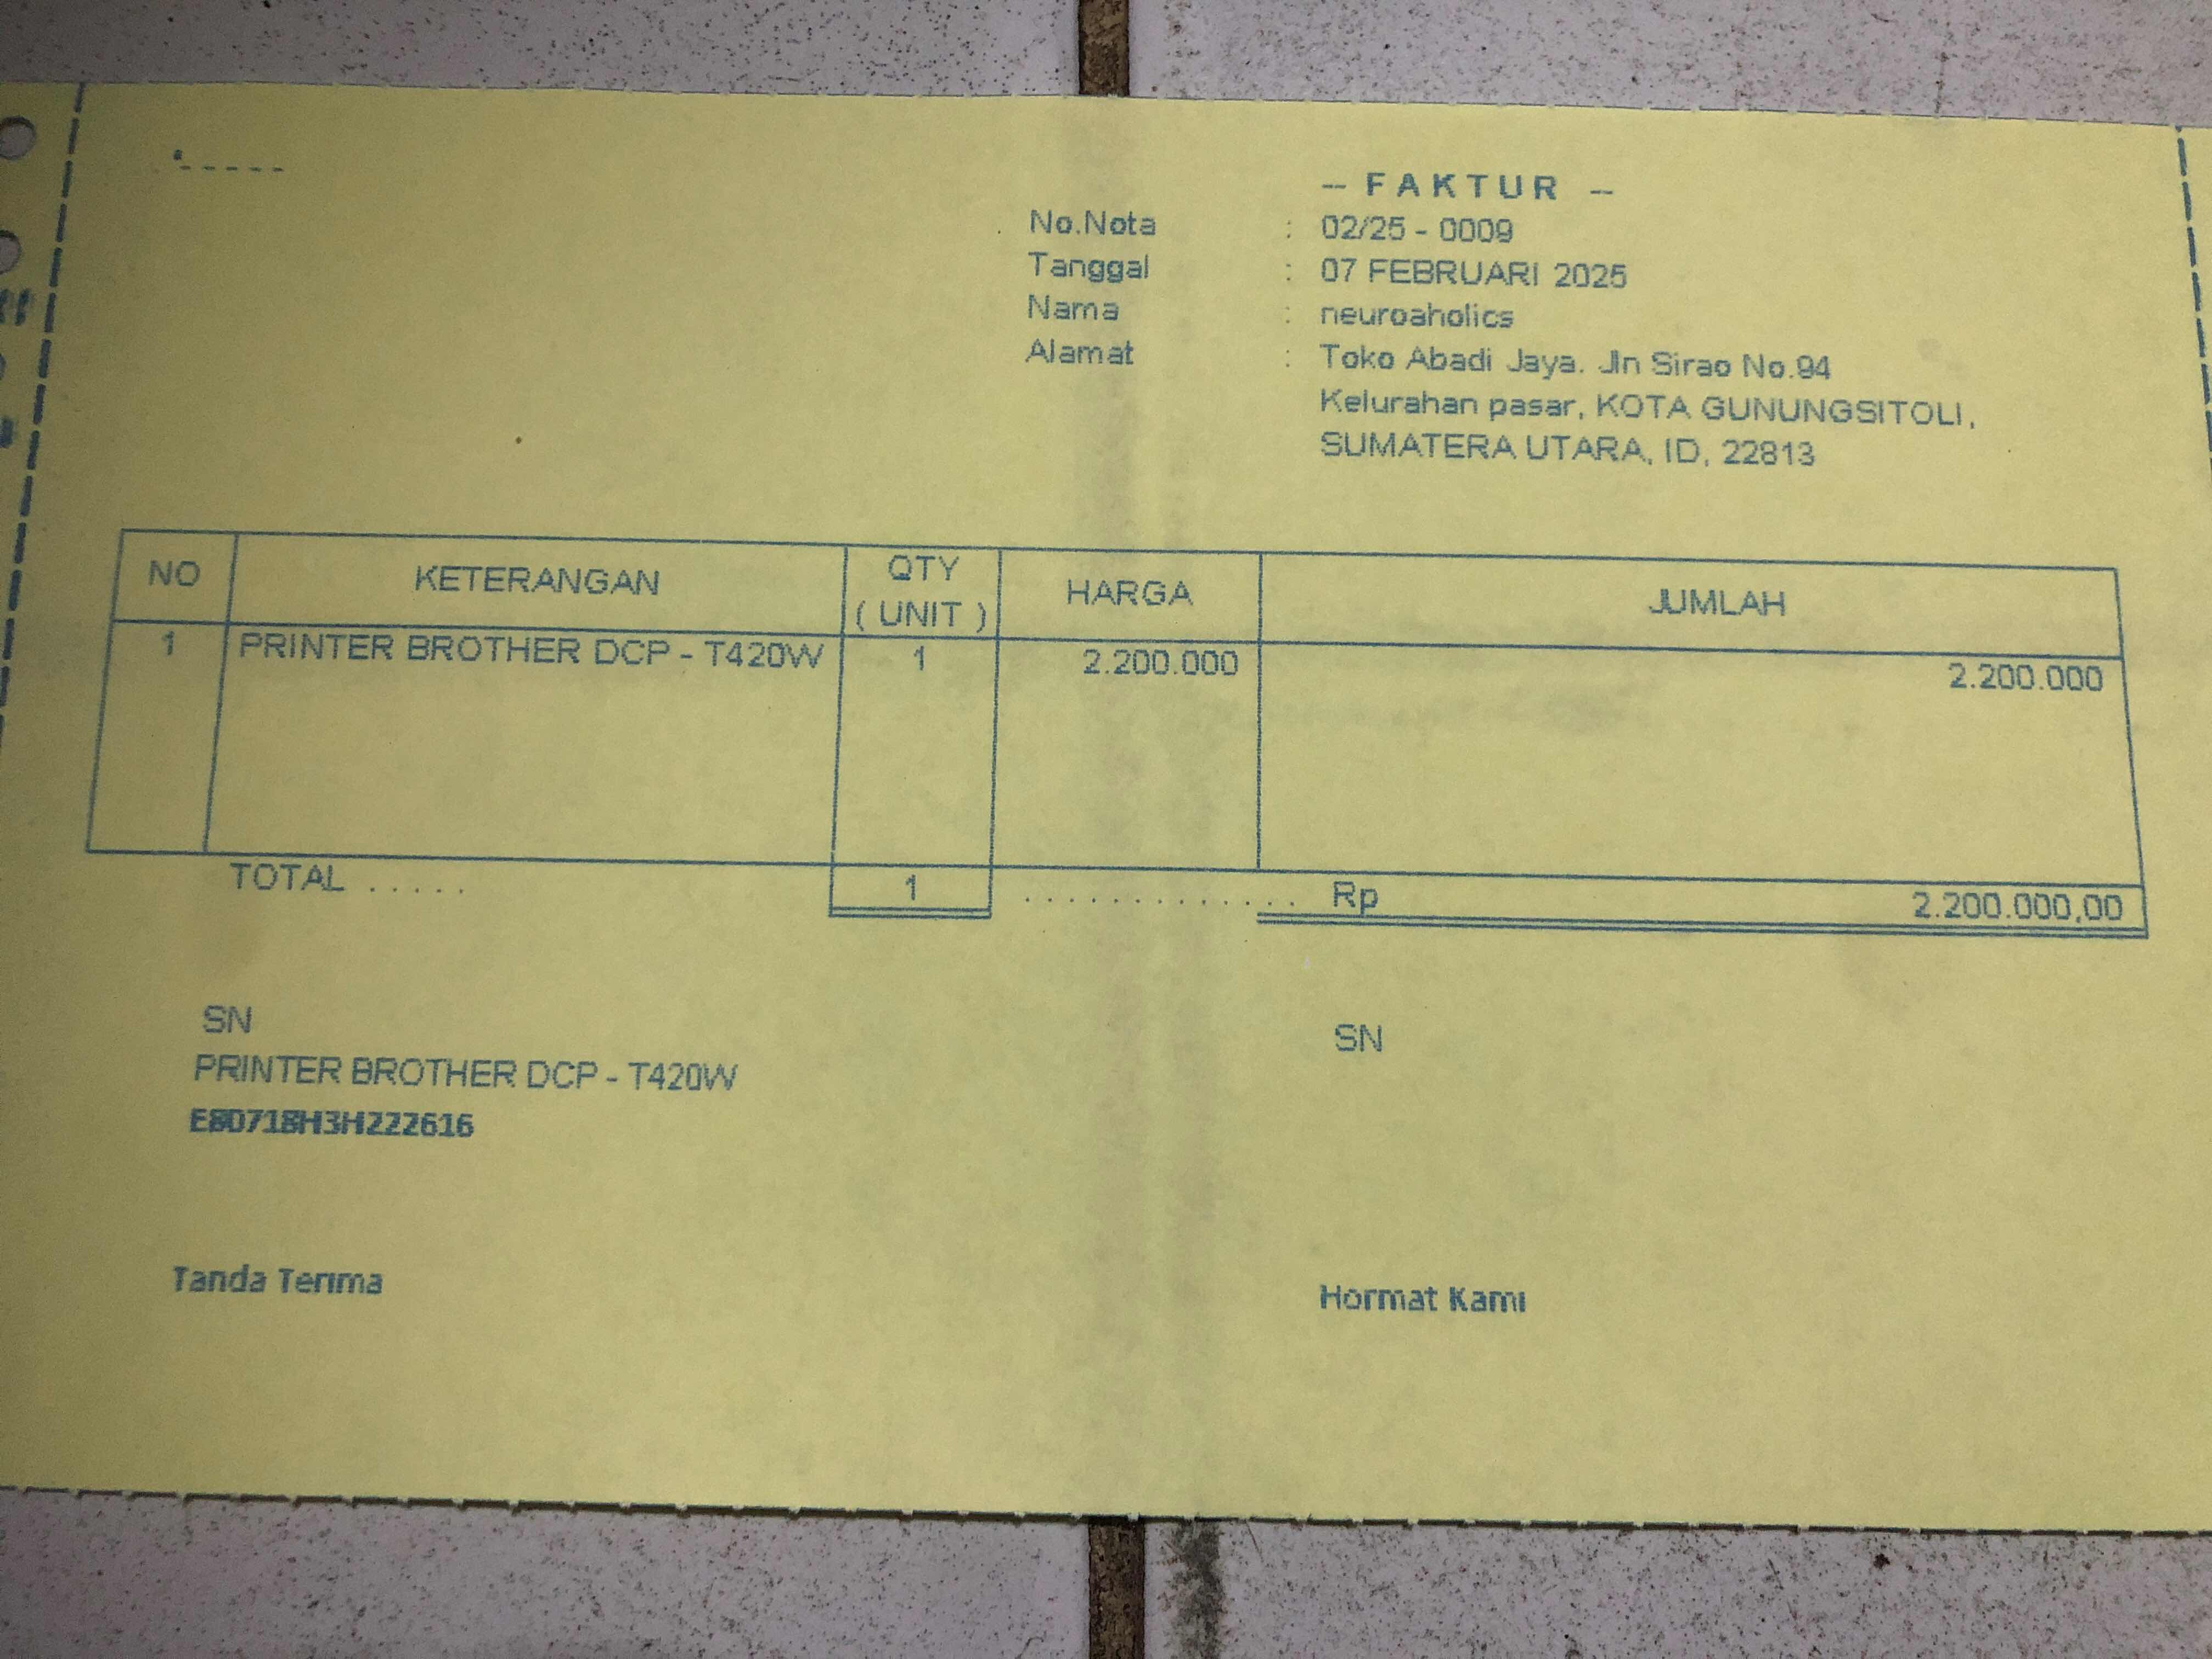 -- FAKTUR --
No.Nota : 02/25 - 0009
Tanggal : 07 FEBRUARI 2025
Nama : neuroaholics
Alamat : Toko Abadi Jaya. Jln Sirao No.94
Kelurahan pasar, KOTA GUNUNGSITOLI,
SUMATERA UTARA, ID, 22813
NO KETERANGAN QTY ( UNIT ) HARGA JUMLAH
1 PRINTER BROTHER DCP - T420W 1 2.200.000 2.200.000
TOTAL ..... 1 ............. Rp 2.200.000,00
SN SN
PRINTER BROTHER DCP - T420W
E80718H3H222616
Tanda Terima Hormat Kami